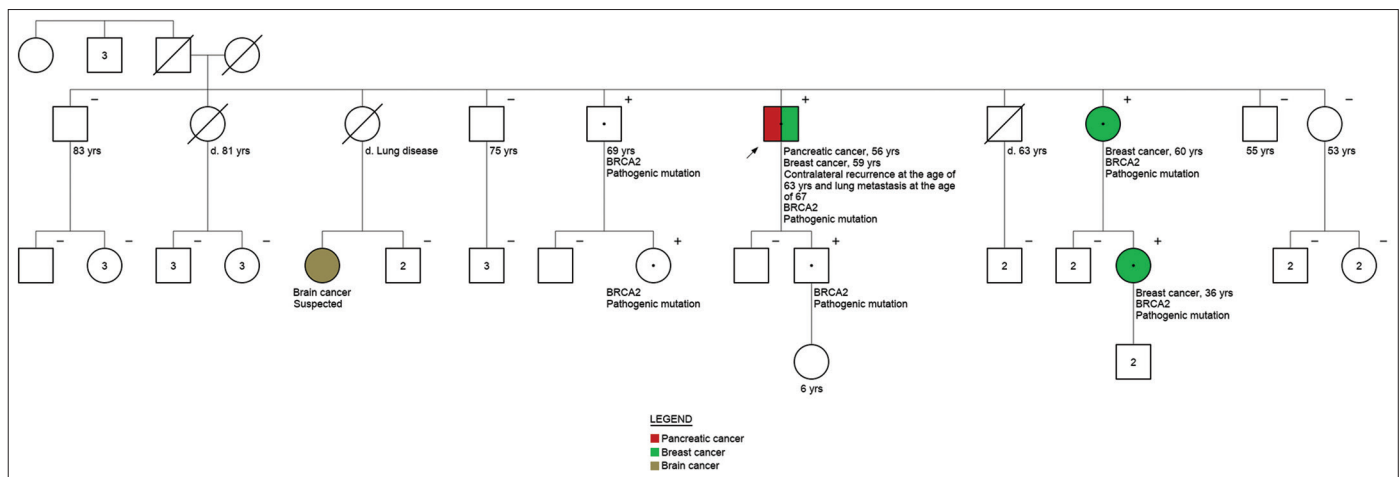 3
− + + + − −
83 yrs
d. 81 yrs
d. Lung disease
75 yrs
69 yrs
BRCA2
Pathogenic mutation
Pancreatic cancer, 56 yrs
Breast cancer, 59 yrs
Contralateral recurrence at the age of
63 yrs and lung metastasis at the age
of 67
BRCA2
Pathogenic mutation
d. 63 yrs
Breast cancer, 60 yrs
BRCA2
Pathogenic mutation
55 yrs
53 yrs
− − − − − − − + − + − − + − −
3 3 3 2 3 2 2 2 2
Brain cancer
Suspected
BRCA2
Pathogenic mutation
BRCA2
Pathogenic mutation
Breast cancer, 36 yrs
BRCA2
Pathogenic mutation
6 yrs
2
LEGEND
Pancreatic cancer
Breast cancer
Brain cancer